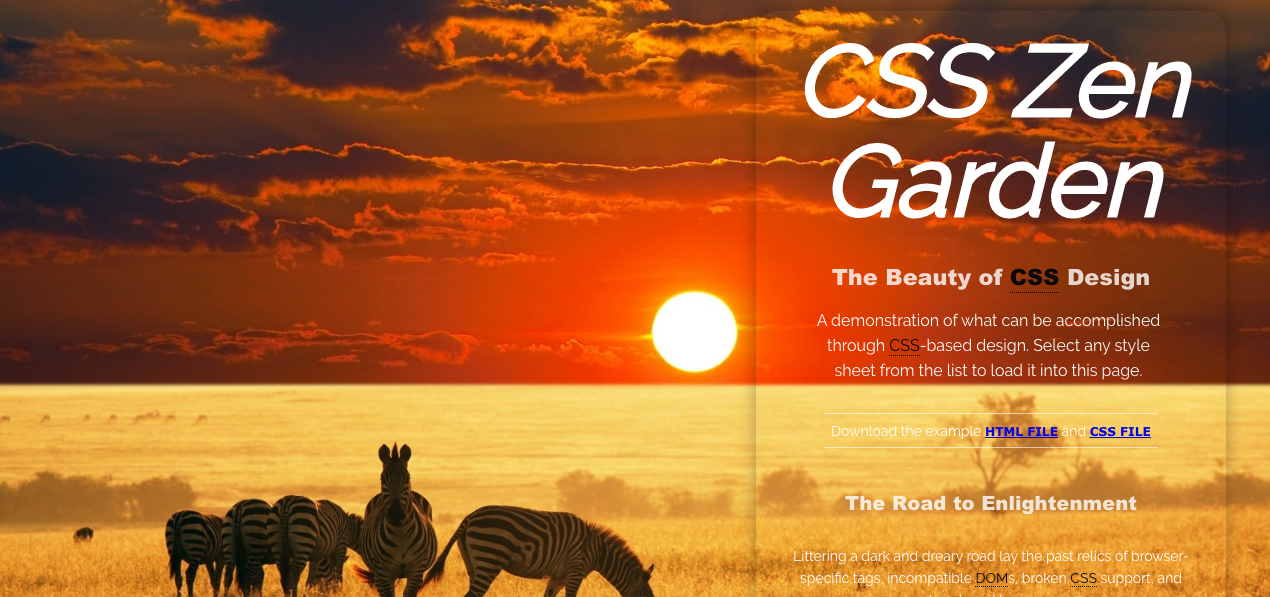 CSS Zen
Garden
The Beauty of CSS Design
A demonstration of what can be accomplished
through CSS-based design. Select any style
sheet from the list to load it into this page.
Download the example HTML FILE and CSS FILE
The Road to Enlightenment
Littering a dark and dreary road lay the past relics of browser-
specific tags, incompatible DOMs, broken CSS support, and